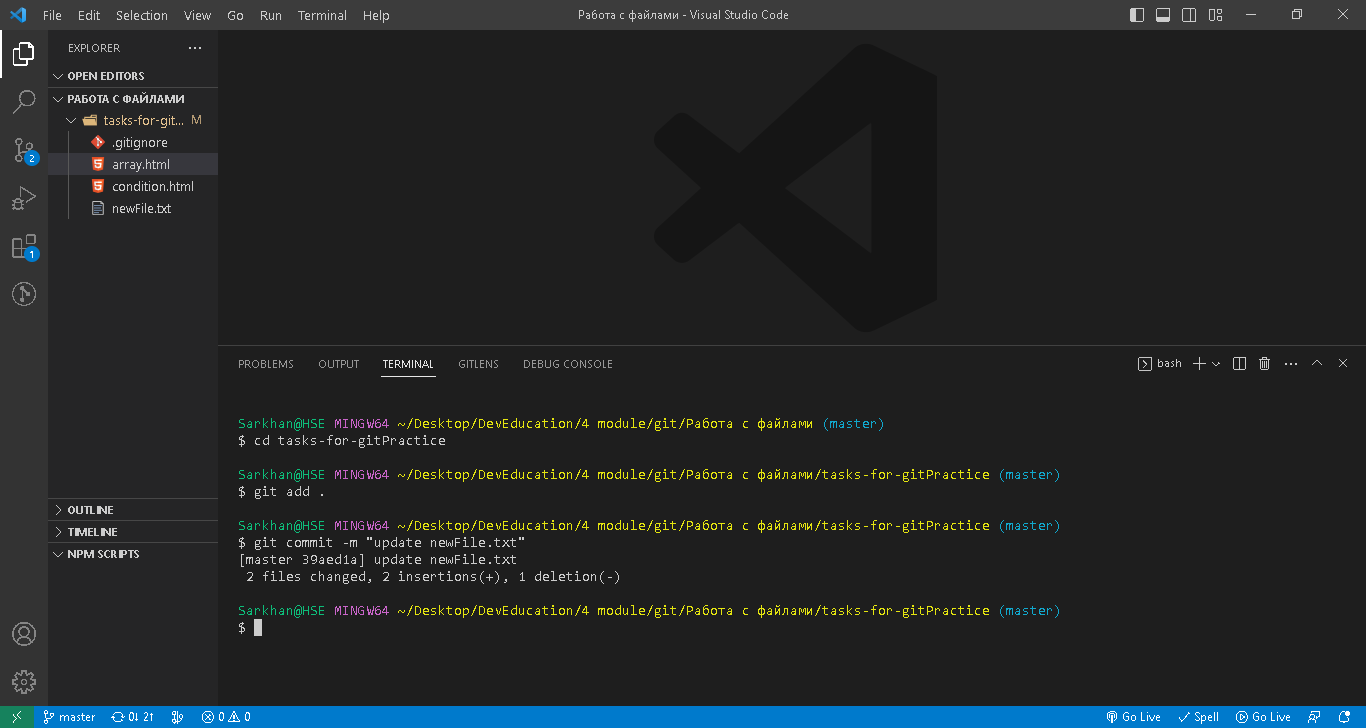 File Edit Selection View Go Run Terminal Help
Работа с файлами - Visual Studio Code
EXPLORER
OPEN EDITORS
РАБОТА С ФАЙЛАМИ
tasks-for-git... M
.gitignore
array.html
condition.html
newFile.txt
2
1
OUTLINE
TIMELINE
NPM SCRIPTS
PROBLEMS OUTPUT TERMINAL GITLENS DEBUG CONSOLE
bash
Sarkhan@HSE MINGW64 ~/Desktop/DevEducation/4 module/git/Работа с файлами (master)
$ cd tasks-for-gitPractice
Sarkhan@HSE MINGW64 ~/Desktop/DevEducation/4 module/git/Работа с файлами/tasks-for-gitPractice (master)
$ git add .
Sarkhan@HSE MINGW64 ~/Desktop/DevEducation/4 module/git/Работа с файлами/tasks-for-gitPractice (master)
$ git commit -m "update newFile.txt"
[master 39aed1a] update newFile.txt
2 files changed, 2 insertions(+), 1 deletion(-)
Sarkhan@HSE MINGW64 ~/Desktop/DevEducation/4 module/git/Работа с файлами/tasks-for-gitPractice (master)
$
master 0↓ 2↑ 0 0 Go Live Spell Go Live